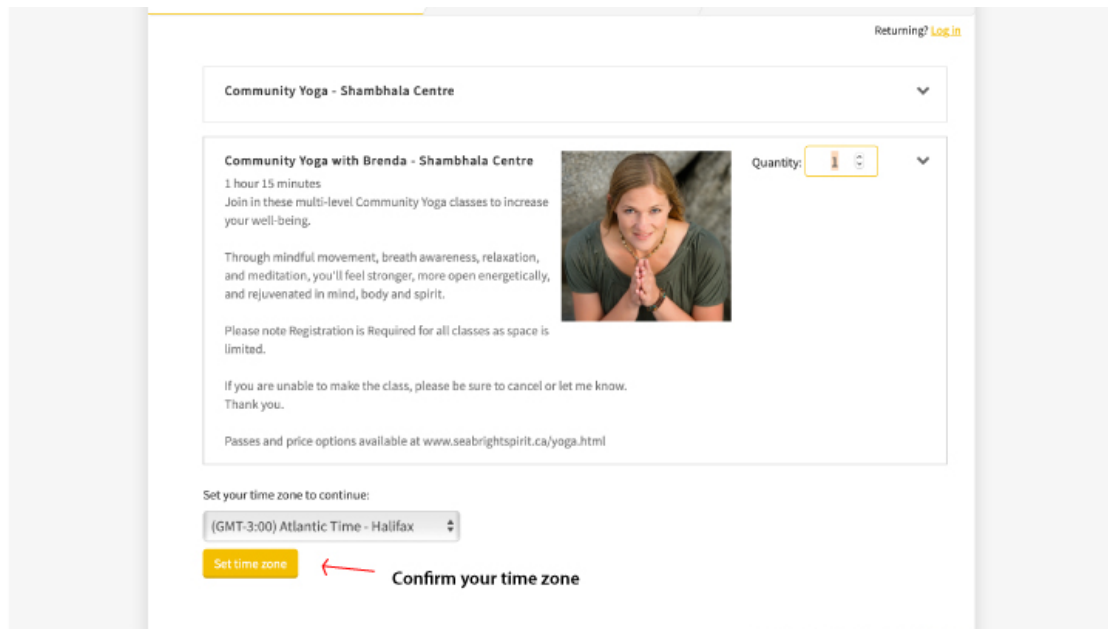 Returning? Log in
Community Yoga - Shambhala Centre
Community Yoga with Brenda - Shambhala Centre
Quantity: 1
1 hour 15 minutes
Join in these multi-level Community Yoga classes to increase
your well-being.
Through mindful movement, breath awareness, relaxation,
and meditation, you'll feel stronger, more open energetically,
and rejuvenated in mind, body and spirit.
Please note Registration is Required for all classes as space is
limited.
If you are unable to make the class, please be sure to cancel or let me know.
Thank you.
Passes and price options available at www.seabrightspirit.ca/yoga.html
Set your time zone to continue:
(GMT-3:00) Atlantic Time - Halifax
Set time zone
Confirm your time zone